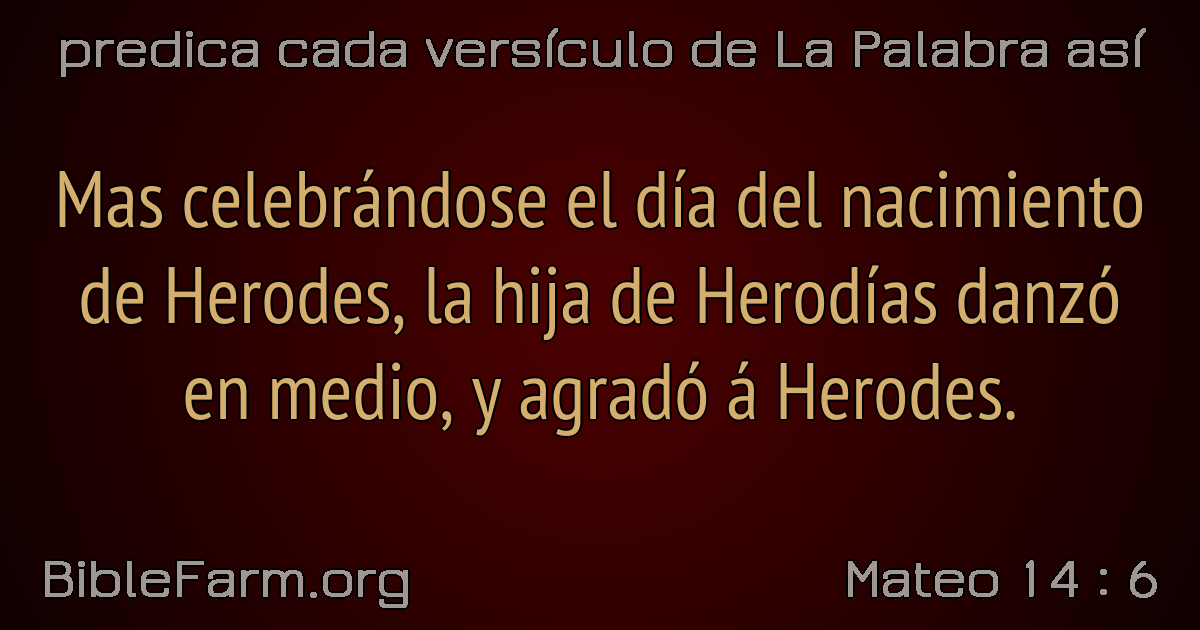 predica cada versículo de La Palabra así
Mas celebrándose el día del nacimiento
de Herodes, la hija de Herodías danzó
en medio, y agradó á Herodes.
BibleFarm.org
Mateo 14 : 6